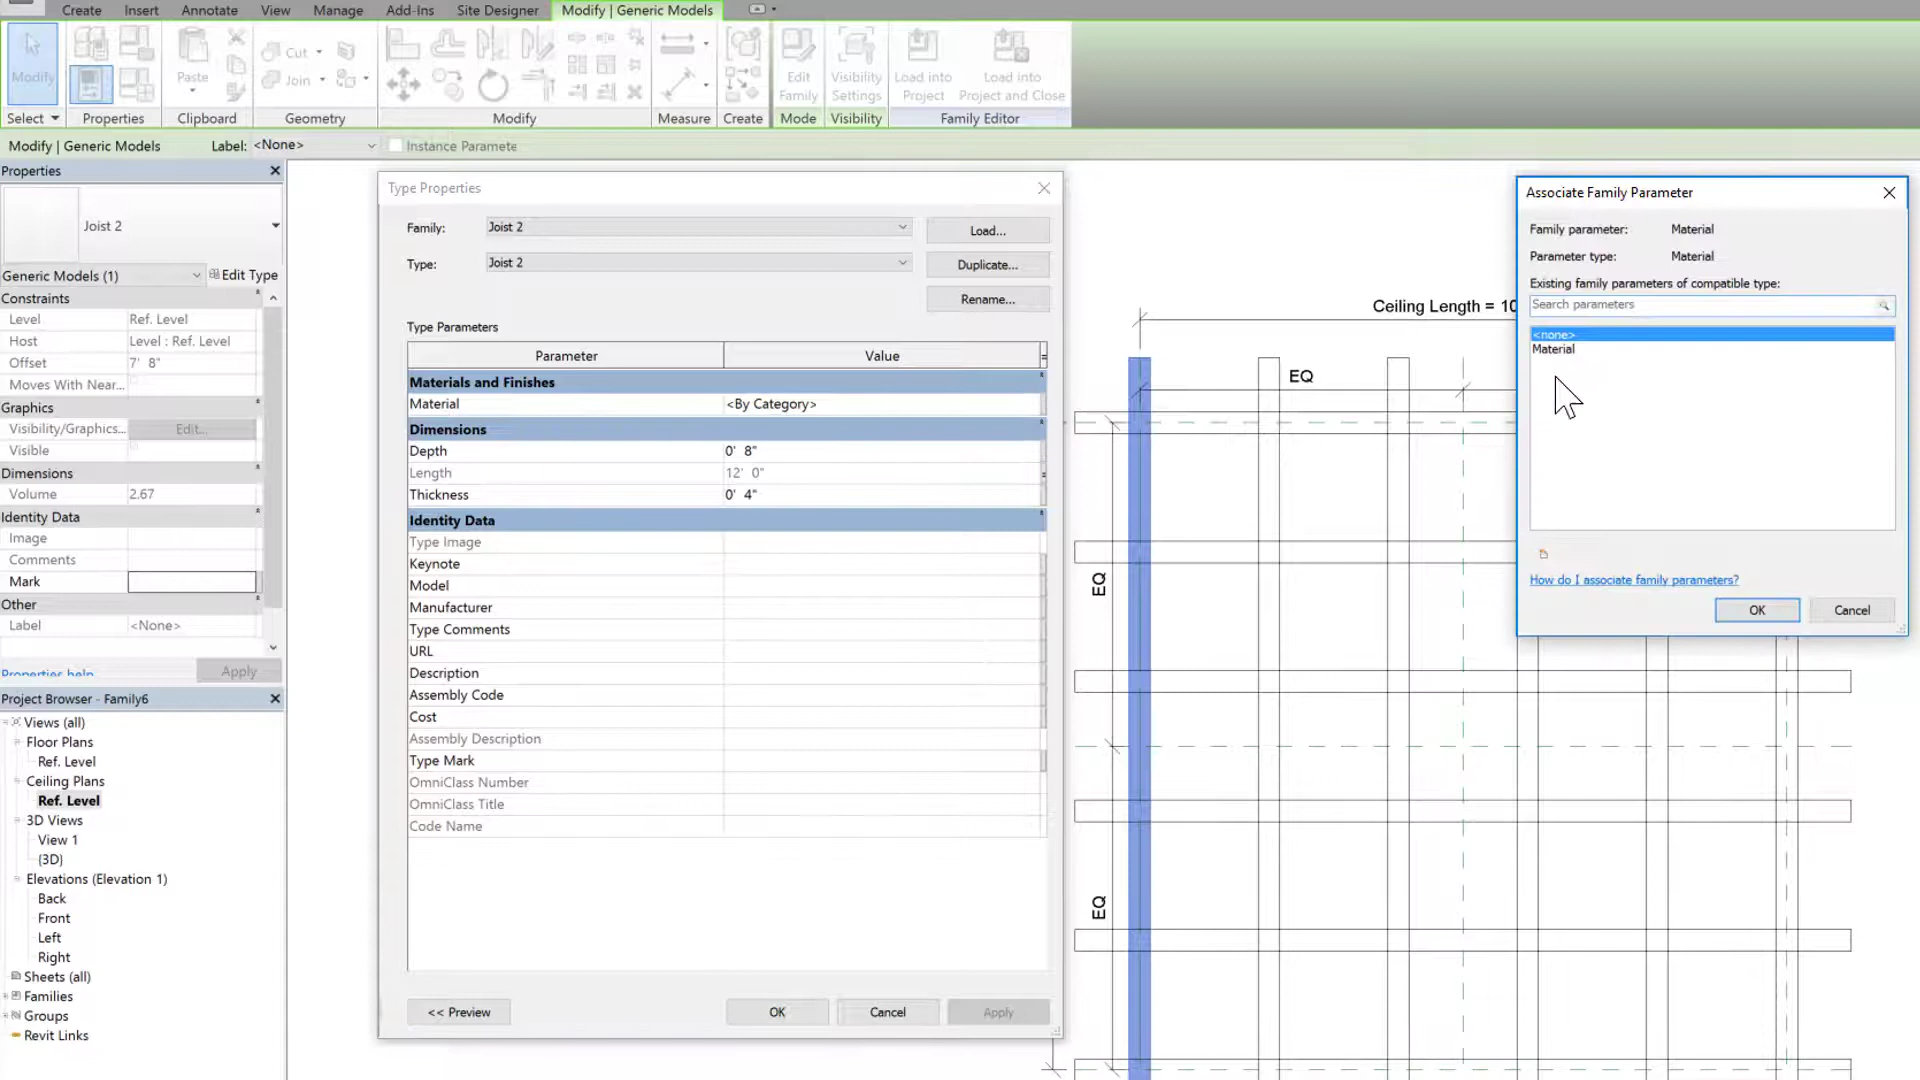 Create Insert Annotate View Manage Add-Ins Site Designer Modify | Generic Models
Modify
Paste
Cut
Join
Edit Family
Visibility Settings
Load into Project
Load into Project and Close
Select Properties Clipboard Geometry Modify Measure Create Mode Visibility Family Editor
Modify | Generic Models Label: <None> Instance Paramete
Properties
Joist 2
Generic Models (1) Edit Type
Constraints
Level Ref. Level
Host Level : Ref. Level
Offset 7' 8"
Moves With Near...
Graphics
Visibility/Graphics... Edit...
Visible
Dimensions
Volume 2.67
Identity Data
Image
Comments
Mark
Other
Label <None>
Properties help Apply
Project Browser - Family6
Views (all)
Floor Plans
Ref. Level
Ceiling Plans
Ref. Level
3D Views
View 1
{3D}
Elevations (Elevation 1)
Back
Front
Left
Right
Sheets (all)
Families
Groups
Revit Links
Type Properties
Family: Joist 2 Load...
Type: Joist 2 Duplicate...
Rename...
Type Parameters
Parameter Value =
Materials and Finishes
Material <By Category>
Dimensions
Depth 0' 8"
Length 12' 0"
Thickness 0' 4"
Identity Data
Type Image
Keynote
Model
Manufacturer
Type Comments
URL
Description
Assembly Code
Cost
Assembly Description
Type Mark
OmniClass Number
OmniClass Title
Code Name
<< Preview OK Cancel Apply
Ceiling Length = 10
EQ
EQ
EQ
Associate Family Parameter
Family parameter: Material
Parameter type: Material
Existing family parameters of compatible type:
Search parameters
<none>
Material
How do I associate family parameters?
OK Cancel